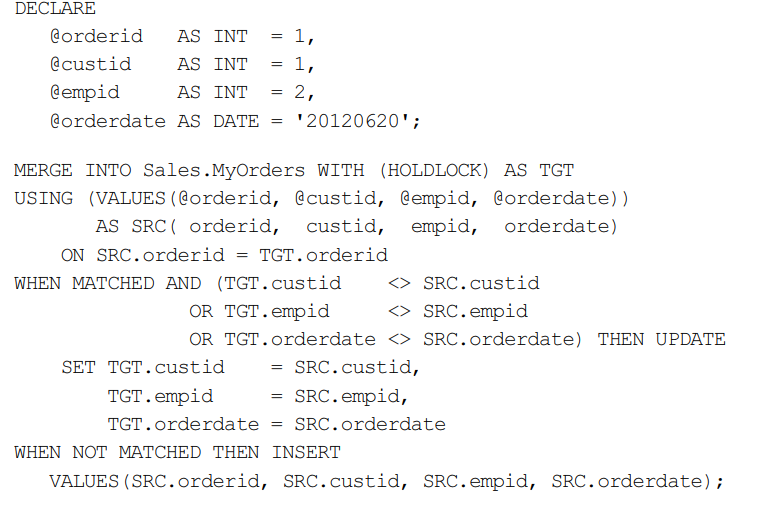 DECLARE
   @orderid   AS INT  = 1,
   @custid    AS INT  = 1,
   @empid     AS INT  = 2,
   @orderdate AS DATE = '20120620';

MERGE INTO Sales.MyOrders WITH (HOLDLOCK) AS TGT
USING (VALUES(@orderid, @custid, @empid, @orderdate))
       AS SRC( orderid,  custid,  empid,  orderdate)
    ON SRC.orderid = TGT.orderid
WHEN MATCHED AND (TGT.custid    <> SRC.custid
               OR TGT.empid     <> SRC.empid
               OR TGT.orderdate <> SRC.orderdate) THEN UPDATE
    SET TGT.custid    = SRC.custid,
        TGT.empid     = SRC.empid,
        TGT.orderdate = SRC.orderdate
WHEN NOT MATCHED THEN INSERT
   VALUES(SRC.orderid, SRC.custid, SRC.empid, SRC.orderdate);